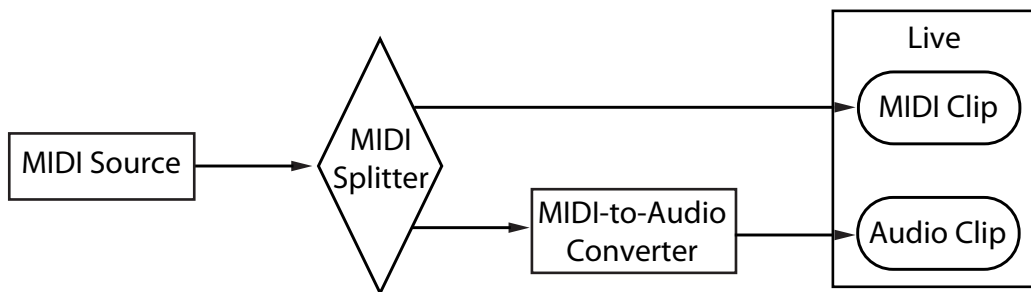 MIDI Source
MIDI
Splitter
MIDI-to-Audio
Converter
Live
MIDI Clip
Audio Clip